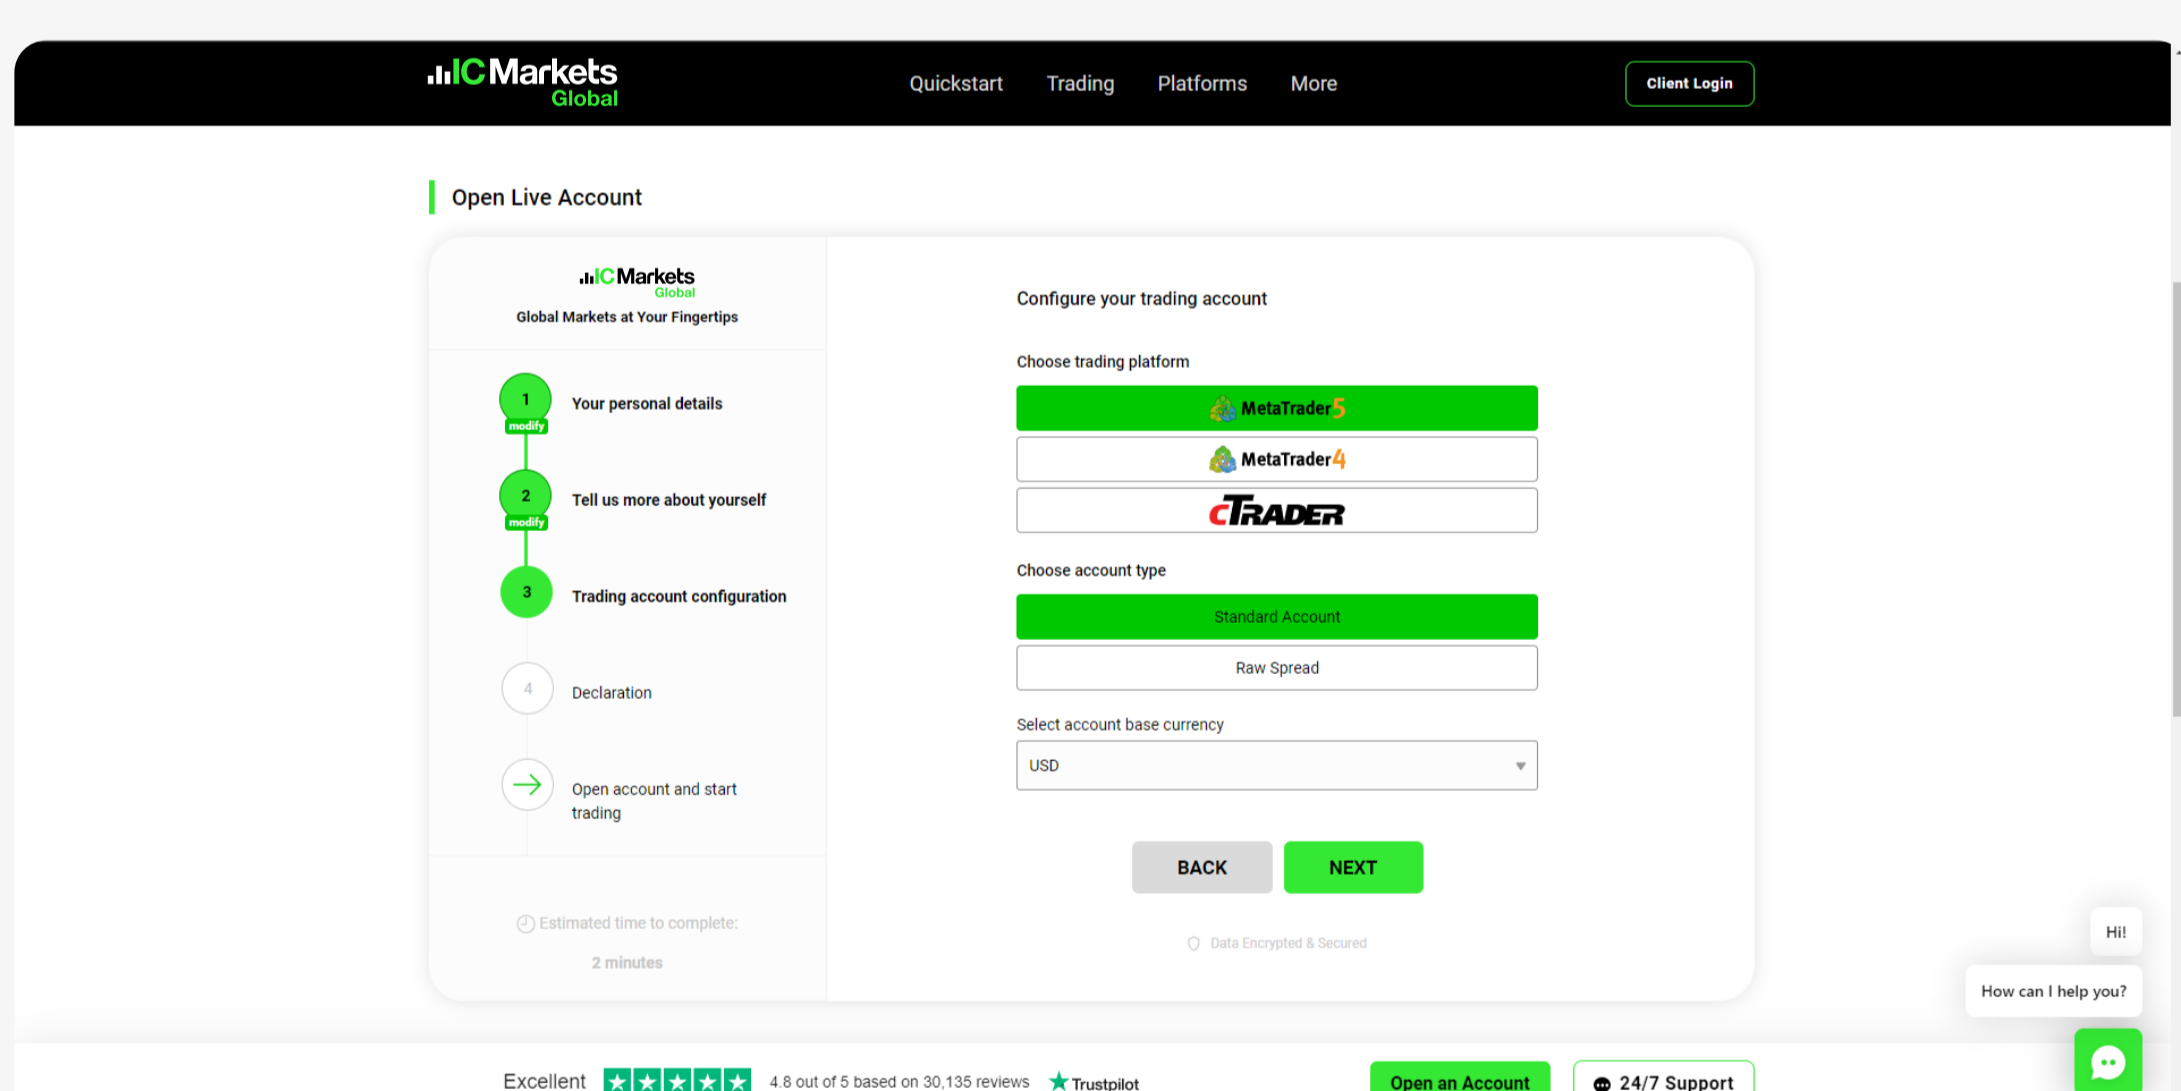 IC Markets
Global
Quickstart
Trading
Platforms
More
Client Login
Open Live Account
IC Markets
Global
Global Markets at Your Fingertips
1
modify
Your personal details
2
modify
Tell us more about yourself
3
Trading account configuration
4
Declaration
Open account and start
trading
Estimated time to complete:
2 minutes
Configure your trading account
Choose trading platform
MetaTrader5
MetaTrader4
cTRADER
Choose account type
Standard Account
Raw Spread
Select account base currency
USD
BACK
NEXT
Data Encrypted & Secured
Hi!
How can I help you?
Excellent
4.8 out of 5 based on 30,135 reviews
Trustpilot
Open an Account
24/7 Support